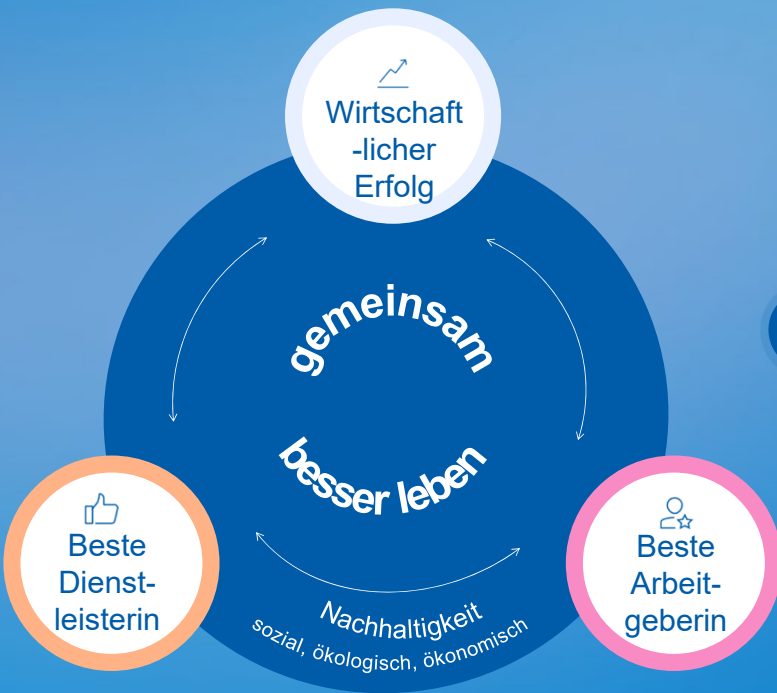 Wirtschaft
-licher
Erfolg
gemeinsam
besser leben
Beste
Dienst-
leisterin
Beste
Arbeit-
geberin
Nachhaltigkeit
sozial, ökologisch, ökonomisch